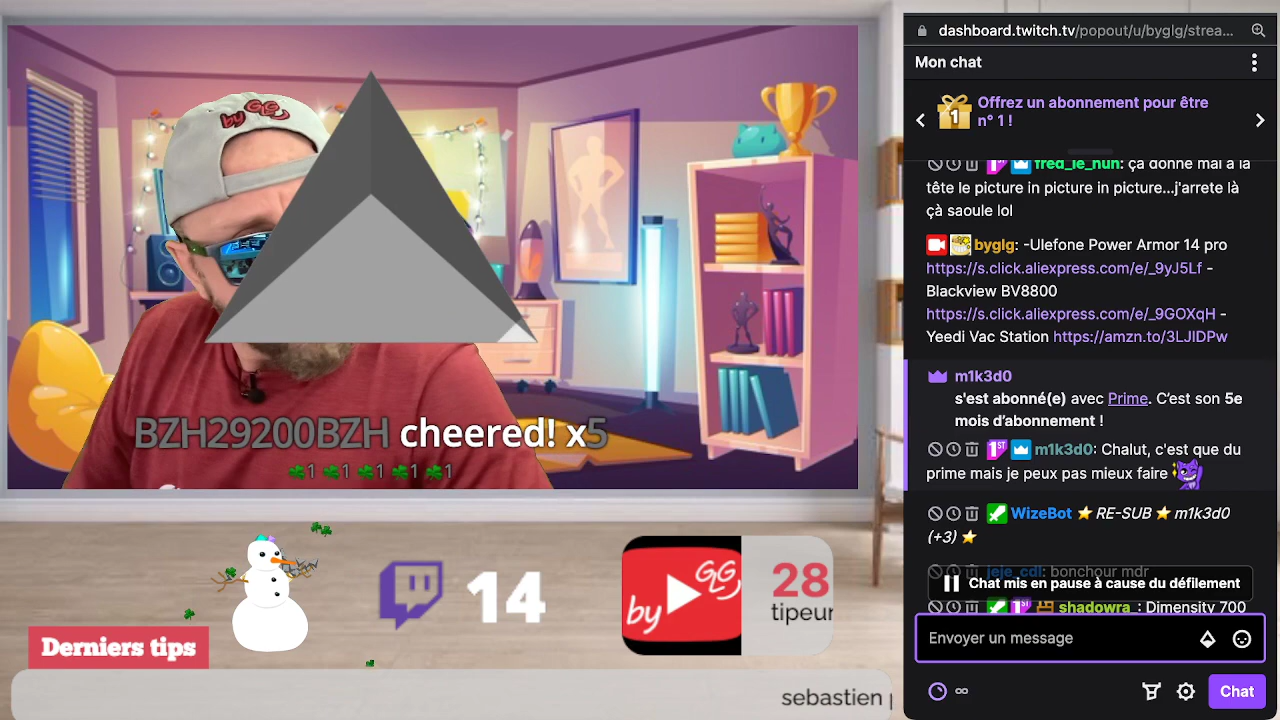 by GG
BZH29200BZH cheered! x5
1 1 1 1 1
14
by GG
28
tipeur
Derniers tips
sebastien
dashboard.twitch.tv/popout/u/byglg/strea...
Mon chat
1
Offrez un abonnement pour être
n° 1 !
fred_le_hun: ça donne mal à la
tête le picture in picture in picture...j'arrete là
çà saoule lol
byglg: -Ulefone Power Armor 14 pro
https://s.click.aliexpress.com/e/_9yJ5Lf -
Blackview BV8800
https://s.click.aliexpress.com/e/_9GOXqH -
Yeedi Vac Station https://amzn.to/3LJIDPw
m1k3d0
s'est abonné(e) avec Prime. C'est son 5e
mois d'abonnement !
1ST m1k3d0: Chalut, c'est que du
prime mais je peux pas mieux faire
WizeBot ⭐ RE-SUB ⭐ m1k3d0
(+3) ⭐
jeje_cdl: bonchour mdr
Chat mis en pause à cause du défilement
shadowra : Dimensity 700
Envoyer un message
∞
Chat